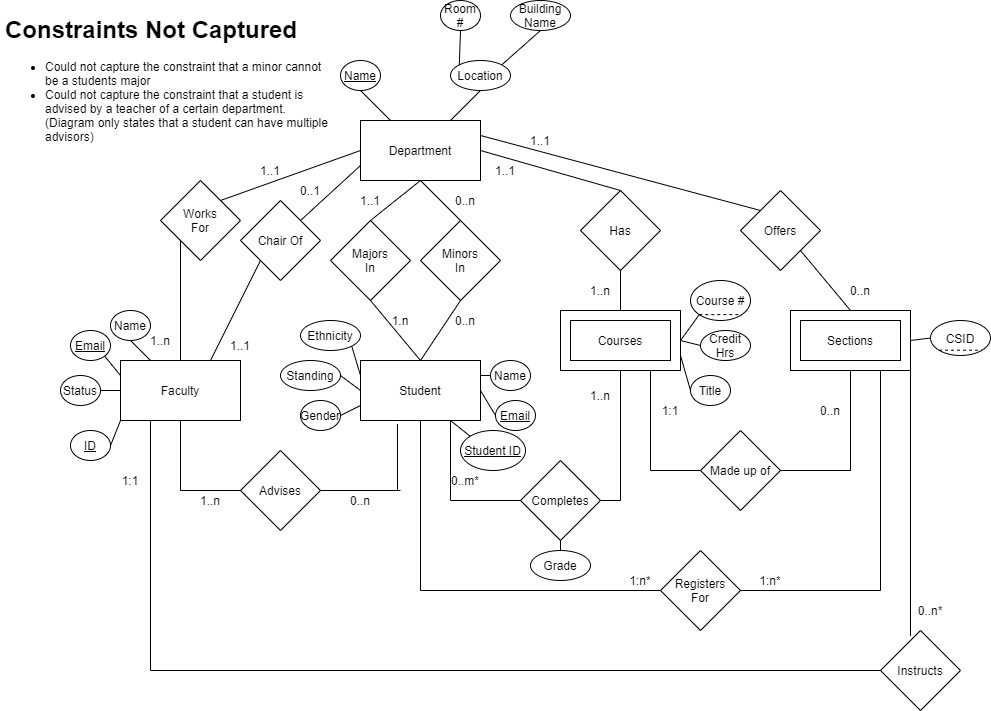 Room
#
Building
Name
Constraints Not Captured
Could not capture the constraint that a minor cannot
be a students major
Could not capture the constraint that a student is
advised by a teacher of a certain department.
(Diagram only states that a student can have multiple
advisors)
Name
Location
Department
1..1
1..1
1..1
0..1
1..1
0..n
Works
For
Chair Of
Majors
In
Minors
In
Has
Offers
1..n
0..n
Course #
Credit
Hrs
Title
Courses
Sections
CSID
Name
Email
Status
ID
1..n
1..1
Faculty
Ethnicity
Standing
Gender
1.n
0..n
Student
Name
Email
Student ID
1..n
1:1
0..n
Made up of
1:1
1..n
Advises
0..n
0..m*
Completes
Grade
1:n*
Registers
For
1:n*
0..n*
Instructs